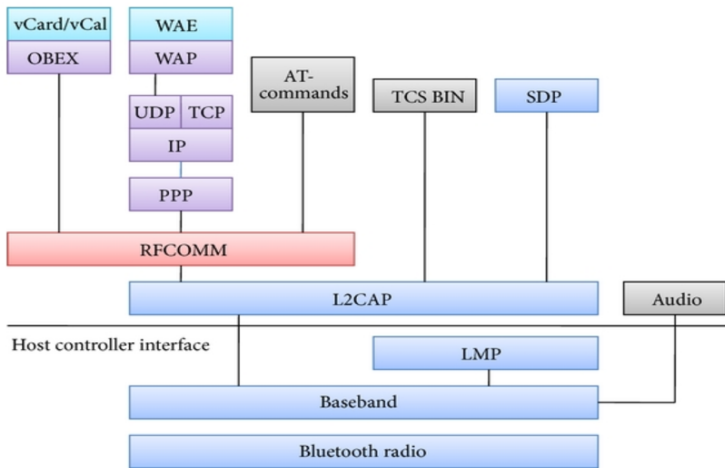 vCard/vCal
WAE
OBEX
WAP
AT-
commands
TCS BIN
SDP
UDP
TCP
IP
PPP
RFCOMM
L2CAP
Audio
Host controller interface
LMP
Baseband
Bluetooth radio